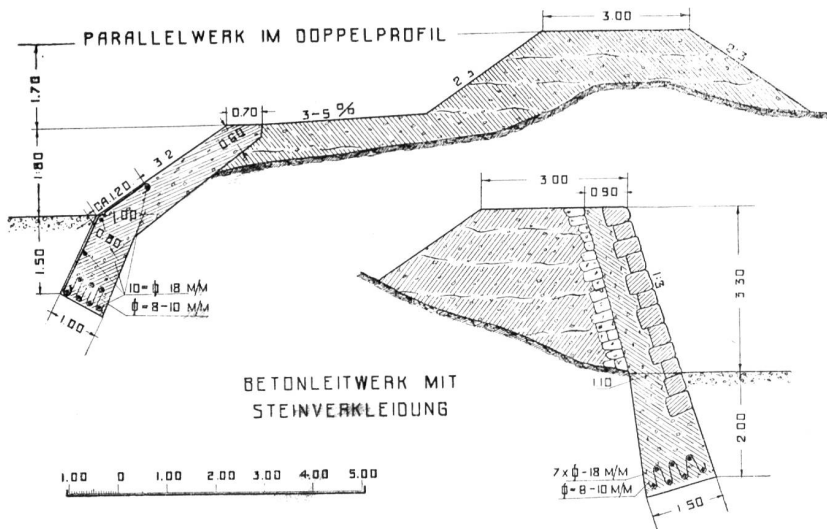 PARALLELWERK IM DOPPELPROFIL
3.00
1.70
0.70
3-5 %
2:3
2:3
0.60
3:2
1.80
CA. 1.20
1.00
0.80
1.50
10 = ϕ 18 M/M
ϕ = 8-10 M/M
1.00
3.00
0.90
1:3
3.30
1.10
BETONLEITWERK MIT
STEINVERKLEIDUNG
2.00
7 x ϕ-18 M/M
ϕ = 8-10 M/M
1.50
1.00 0 1.00 2.00 3.00 4.00 5.00